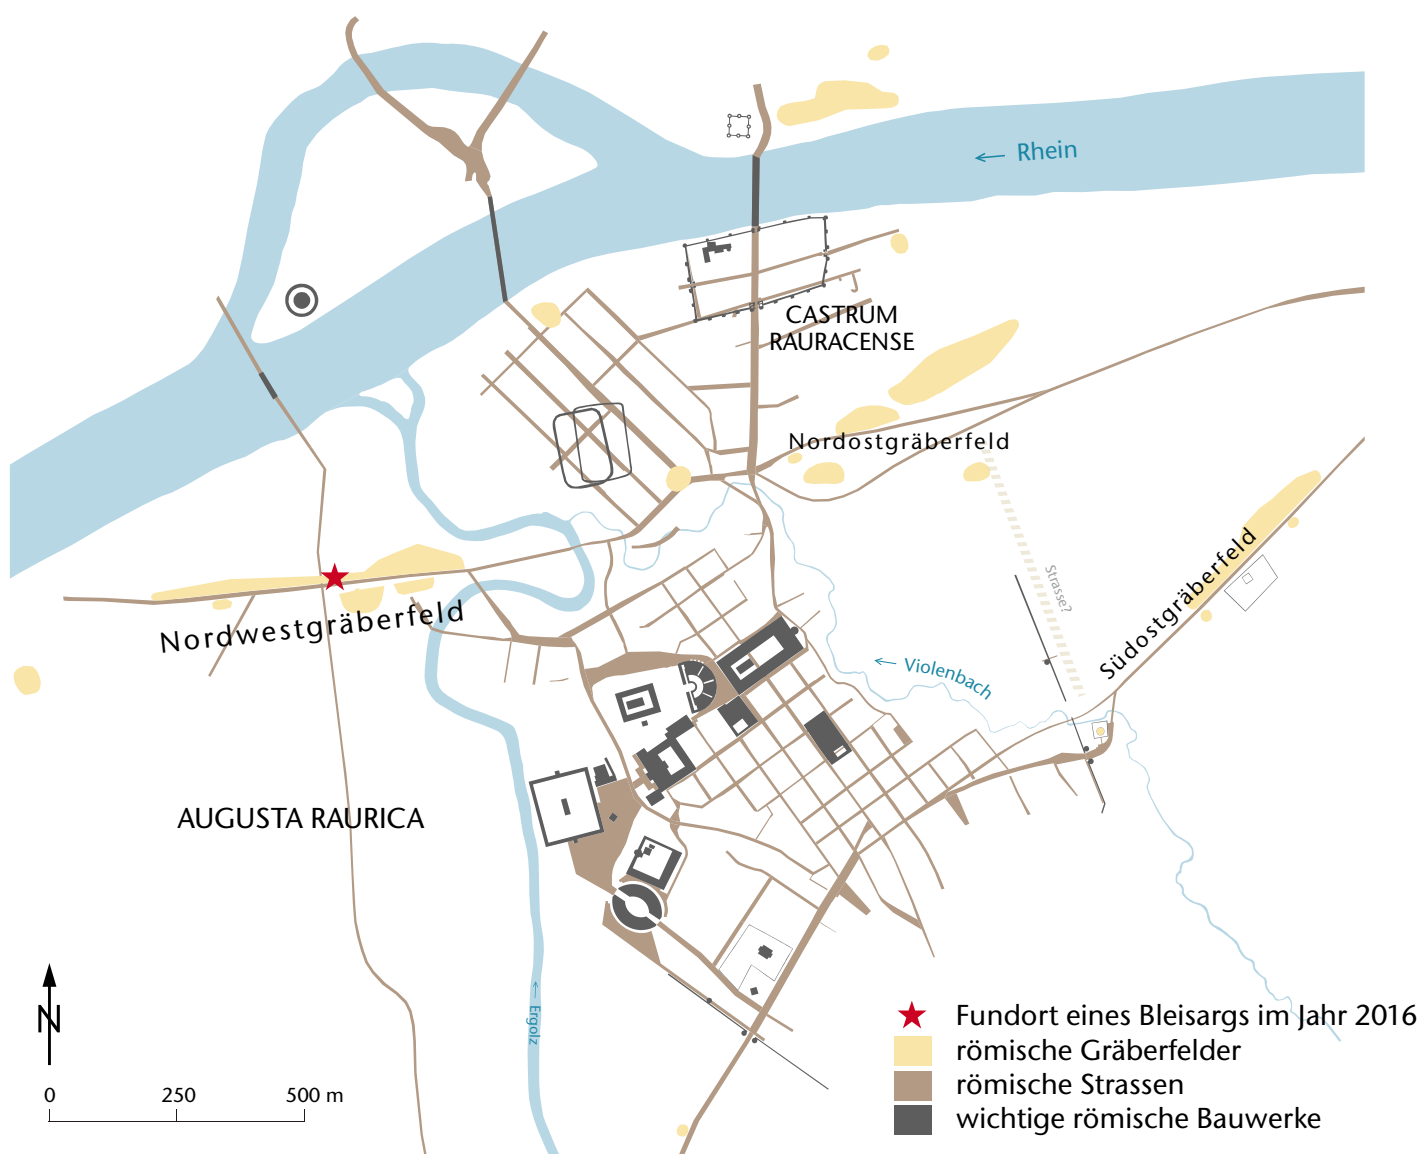 Rhein
CASTRUM
RAURACENSE
Nordostgräberfeld
Strasse?
Südostgräberfeld
Nordwestgräberfeld
Violenbach
AUGUSTA RAURICA
Ergolz
N
0 250 500 m
Fundort eines Bleisargs im Jahr 2016
römische Gräberfelder
römische Strassen
wichtige römische Bauwerke